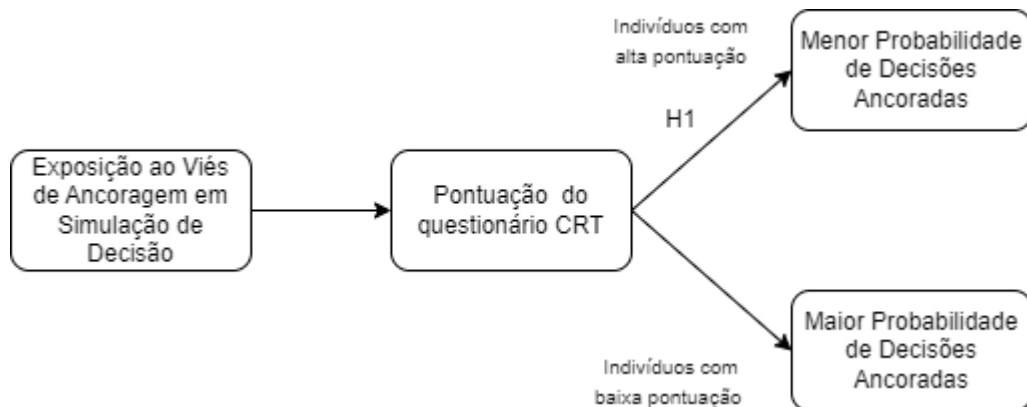 Exposição ao Viés
de Ancoragem em
Simulação de
Decisão
Pontuação do
questionário CRT
Indivíduos com
alta pontuação
H1
Menor Probabilidade
de Decisões
Ancoradas
Indivíduos com
baixa pontuação
Maior Probabilidade
de Decisões
Ancoradas